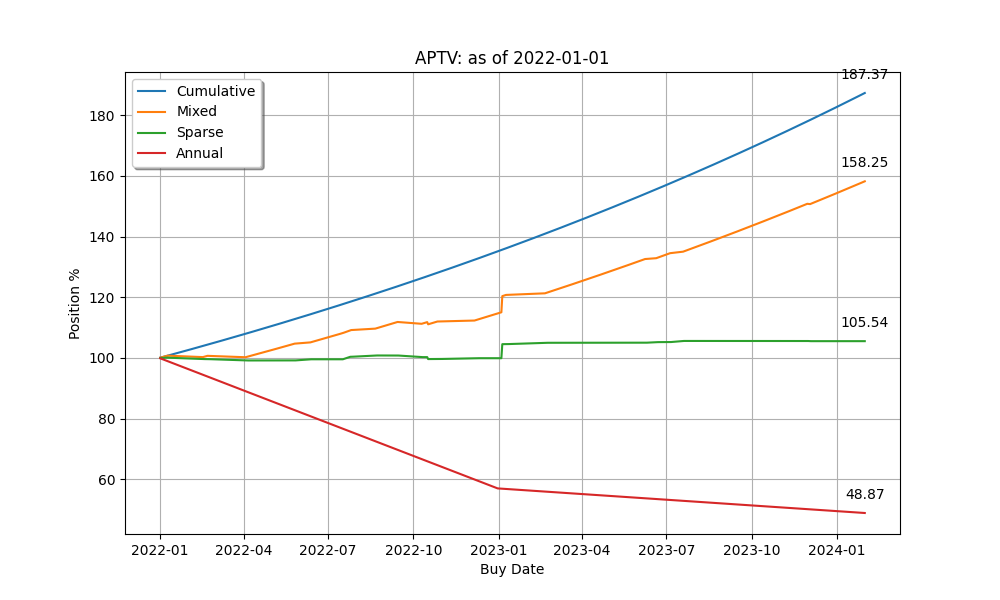 APTV: as of 2022-01-01
Cumulative
Mixed
Sparse
Annual
187.37
158.25
105.54
48.87
180
160
140
120
100
80
60
Position %
2022-01 2022-04 2022-07 2022-10 2023-01 2023-04 2023-07 2023-10 2024-01
Buy Date